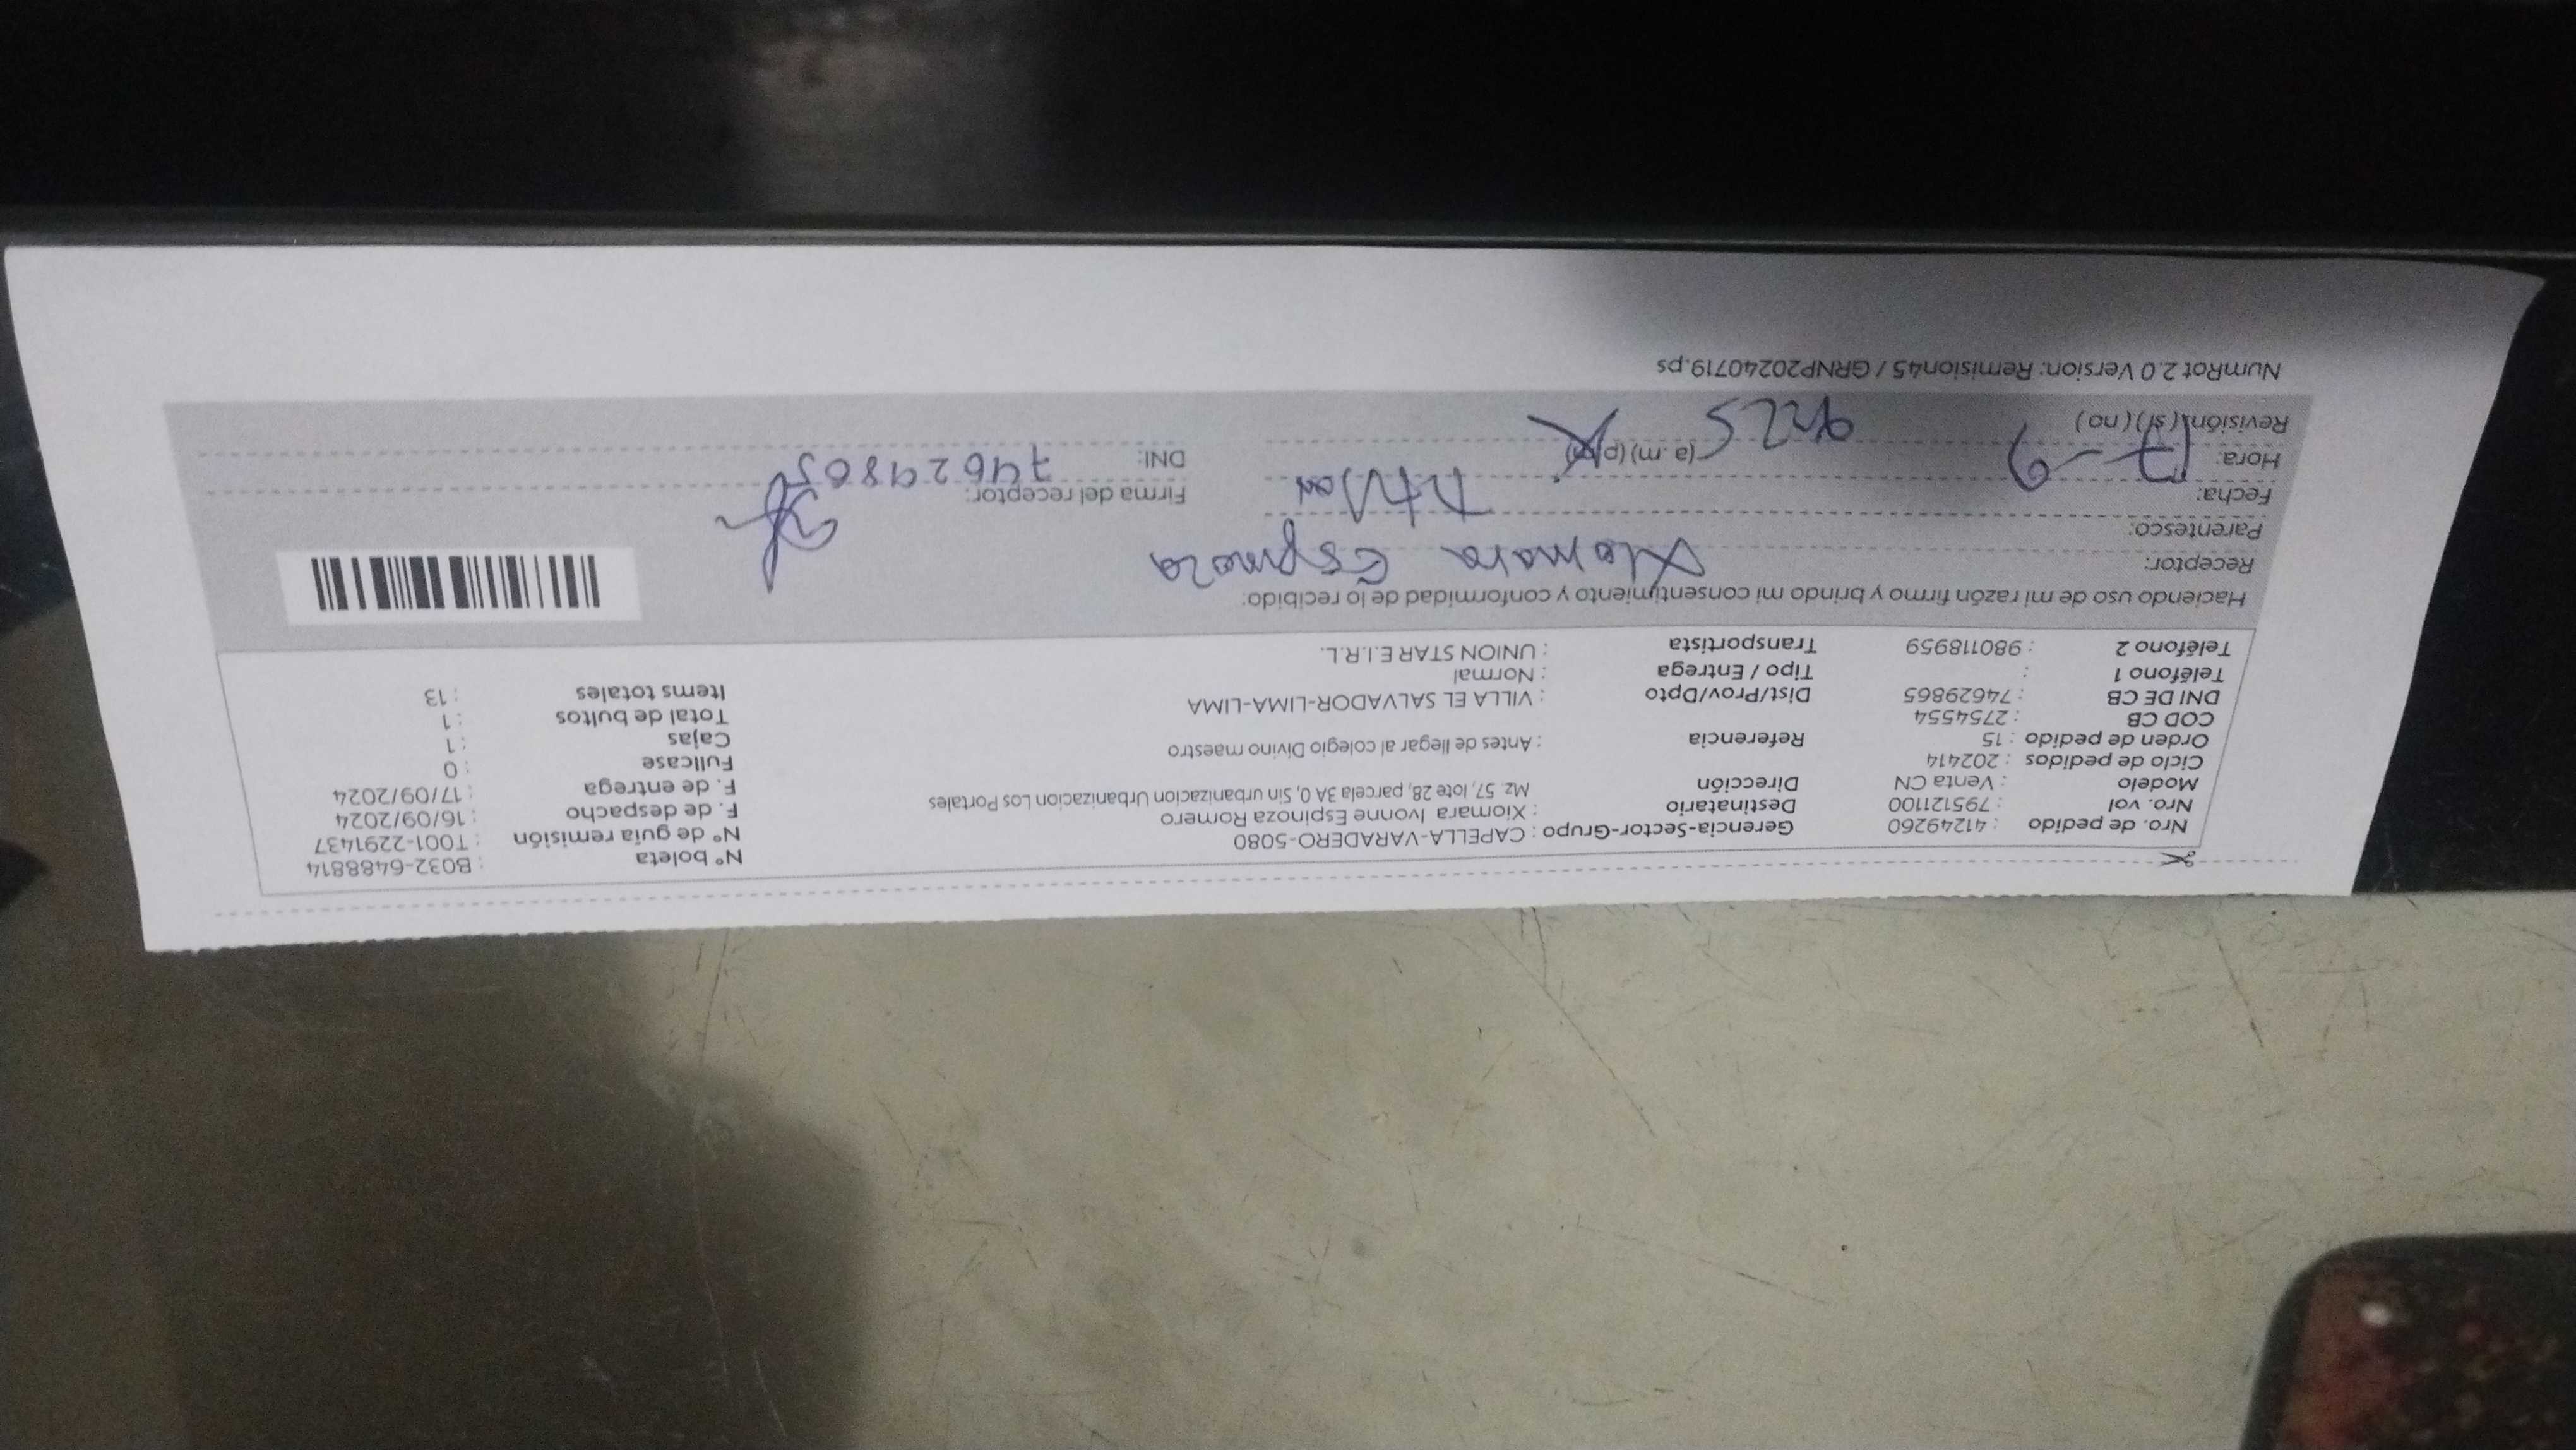 Nro. de pedido : 41249260 Gerencia-Sector-Grupo : CAPELLA-VARADERO-5080 N° boleta : B032-6488814
Nro. vol : 795121100 Destinatario : Xiomara Ivonne Espinoza Romero N° de guía remisión : T001-2291437
Modelo : Venta CN Dirección Mz. 57, lote 28, parcela 3A 0, Sin urbanizacion Urbanizacion Los Portales F. de despacho : 16/09/2024
Ciclo de pedidos : 202414 F. de entrega : 17/09/2024
Orden de pedido : 15 Referencia : Antes de llegar al colegio Divino maestro Fullcase : 0
COD CB : 2754554 Cajas : 1
DNI DE CB : 74629865 Dist/Prov/Dpto : VILLA EL SALVADOR-LIMA-LIMA Total de bultos : 1
Teléfono 1 : Tipo / Entrega : Normal Items totales : 13
Teléfono 2 : 980118959 Transportista : UNION STAR E.I.R.L.
Haciendo uso de mi razón firmo y brindo mi consentimiento y conformidad de lo recibido:
Receptor: Espinoza
Parentesco:
Fecha: 17-9 Firma del receptor:
Hora: 9h25 (a.m) (p.m) DNI:
Revisión (si) (no)
NumRot 2.0 Version: Remision45 / GRNP20240719.ps